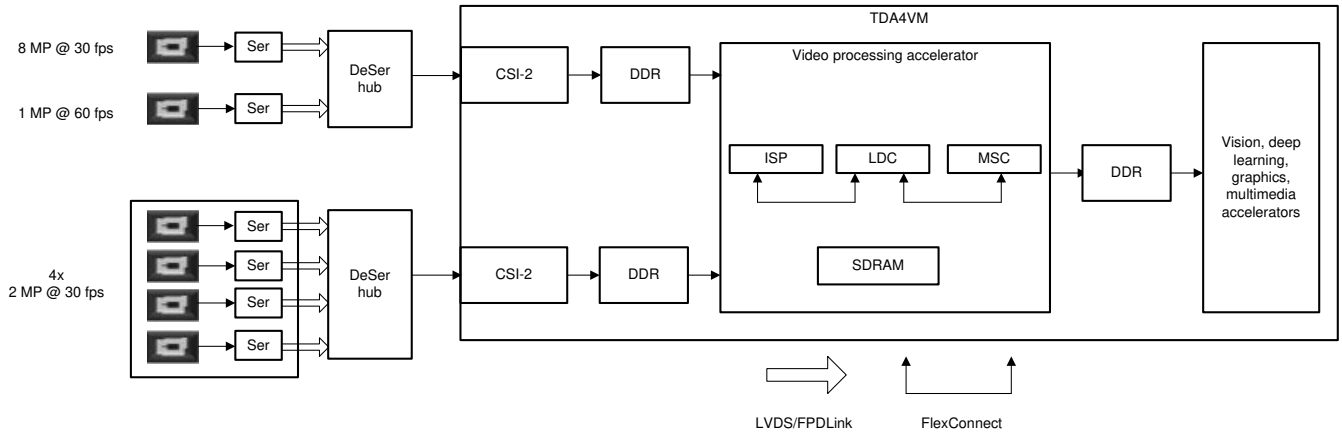 TDA4VM
8 MP @ 30 fps
Ser
1 MP @ 60 fps
Ser
DeSer
hub
CSI-2
DDR
Video processing accelerator
ISP
LDC
MSC
SDRAM
DDR
Vision, deep
learning,
graphics,
multimedia
accelerators
4x
2 MP @ 30 fps
Ser
Ser
Ser
Ser
DeSer
hub
CSI-2
DDR
LVDS/FPDLink
FlexConnect